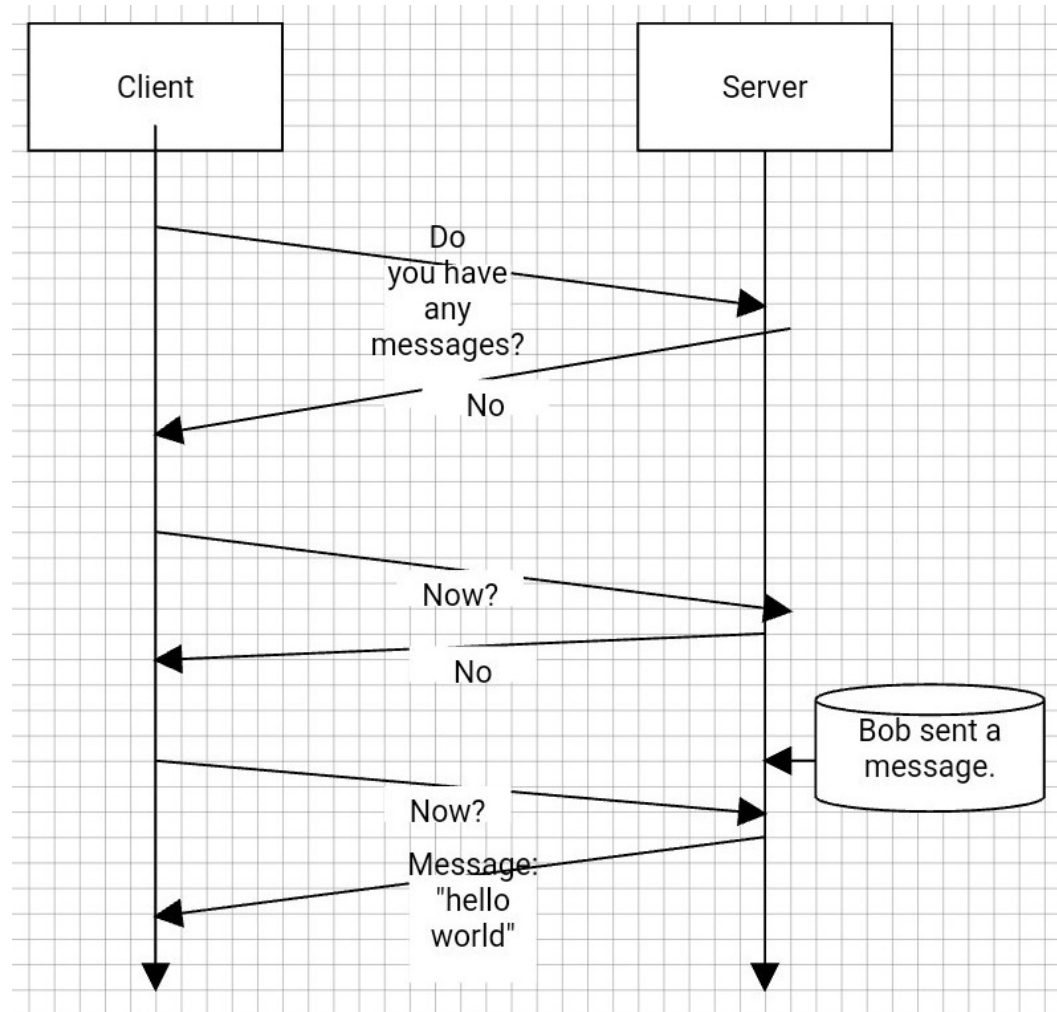 Client
Server
Do
you have
any
messages?
No
Now?
No
Bob sent a
message.
Now?
Message:
"hello
world"